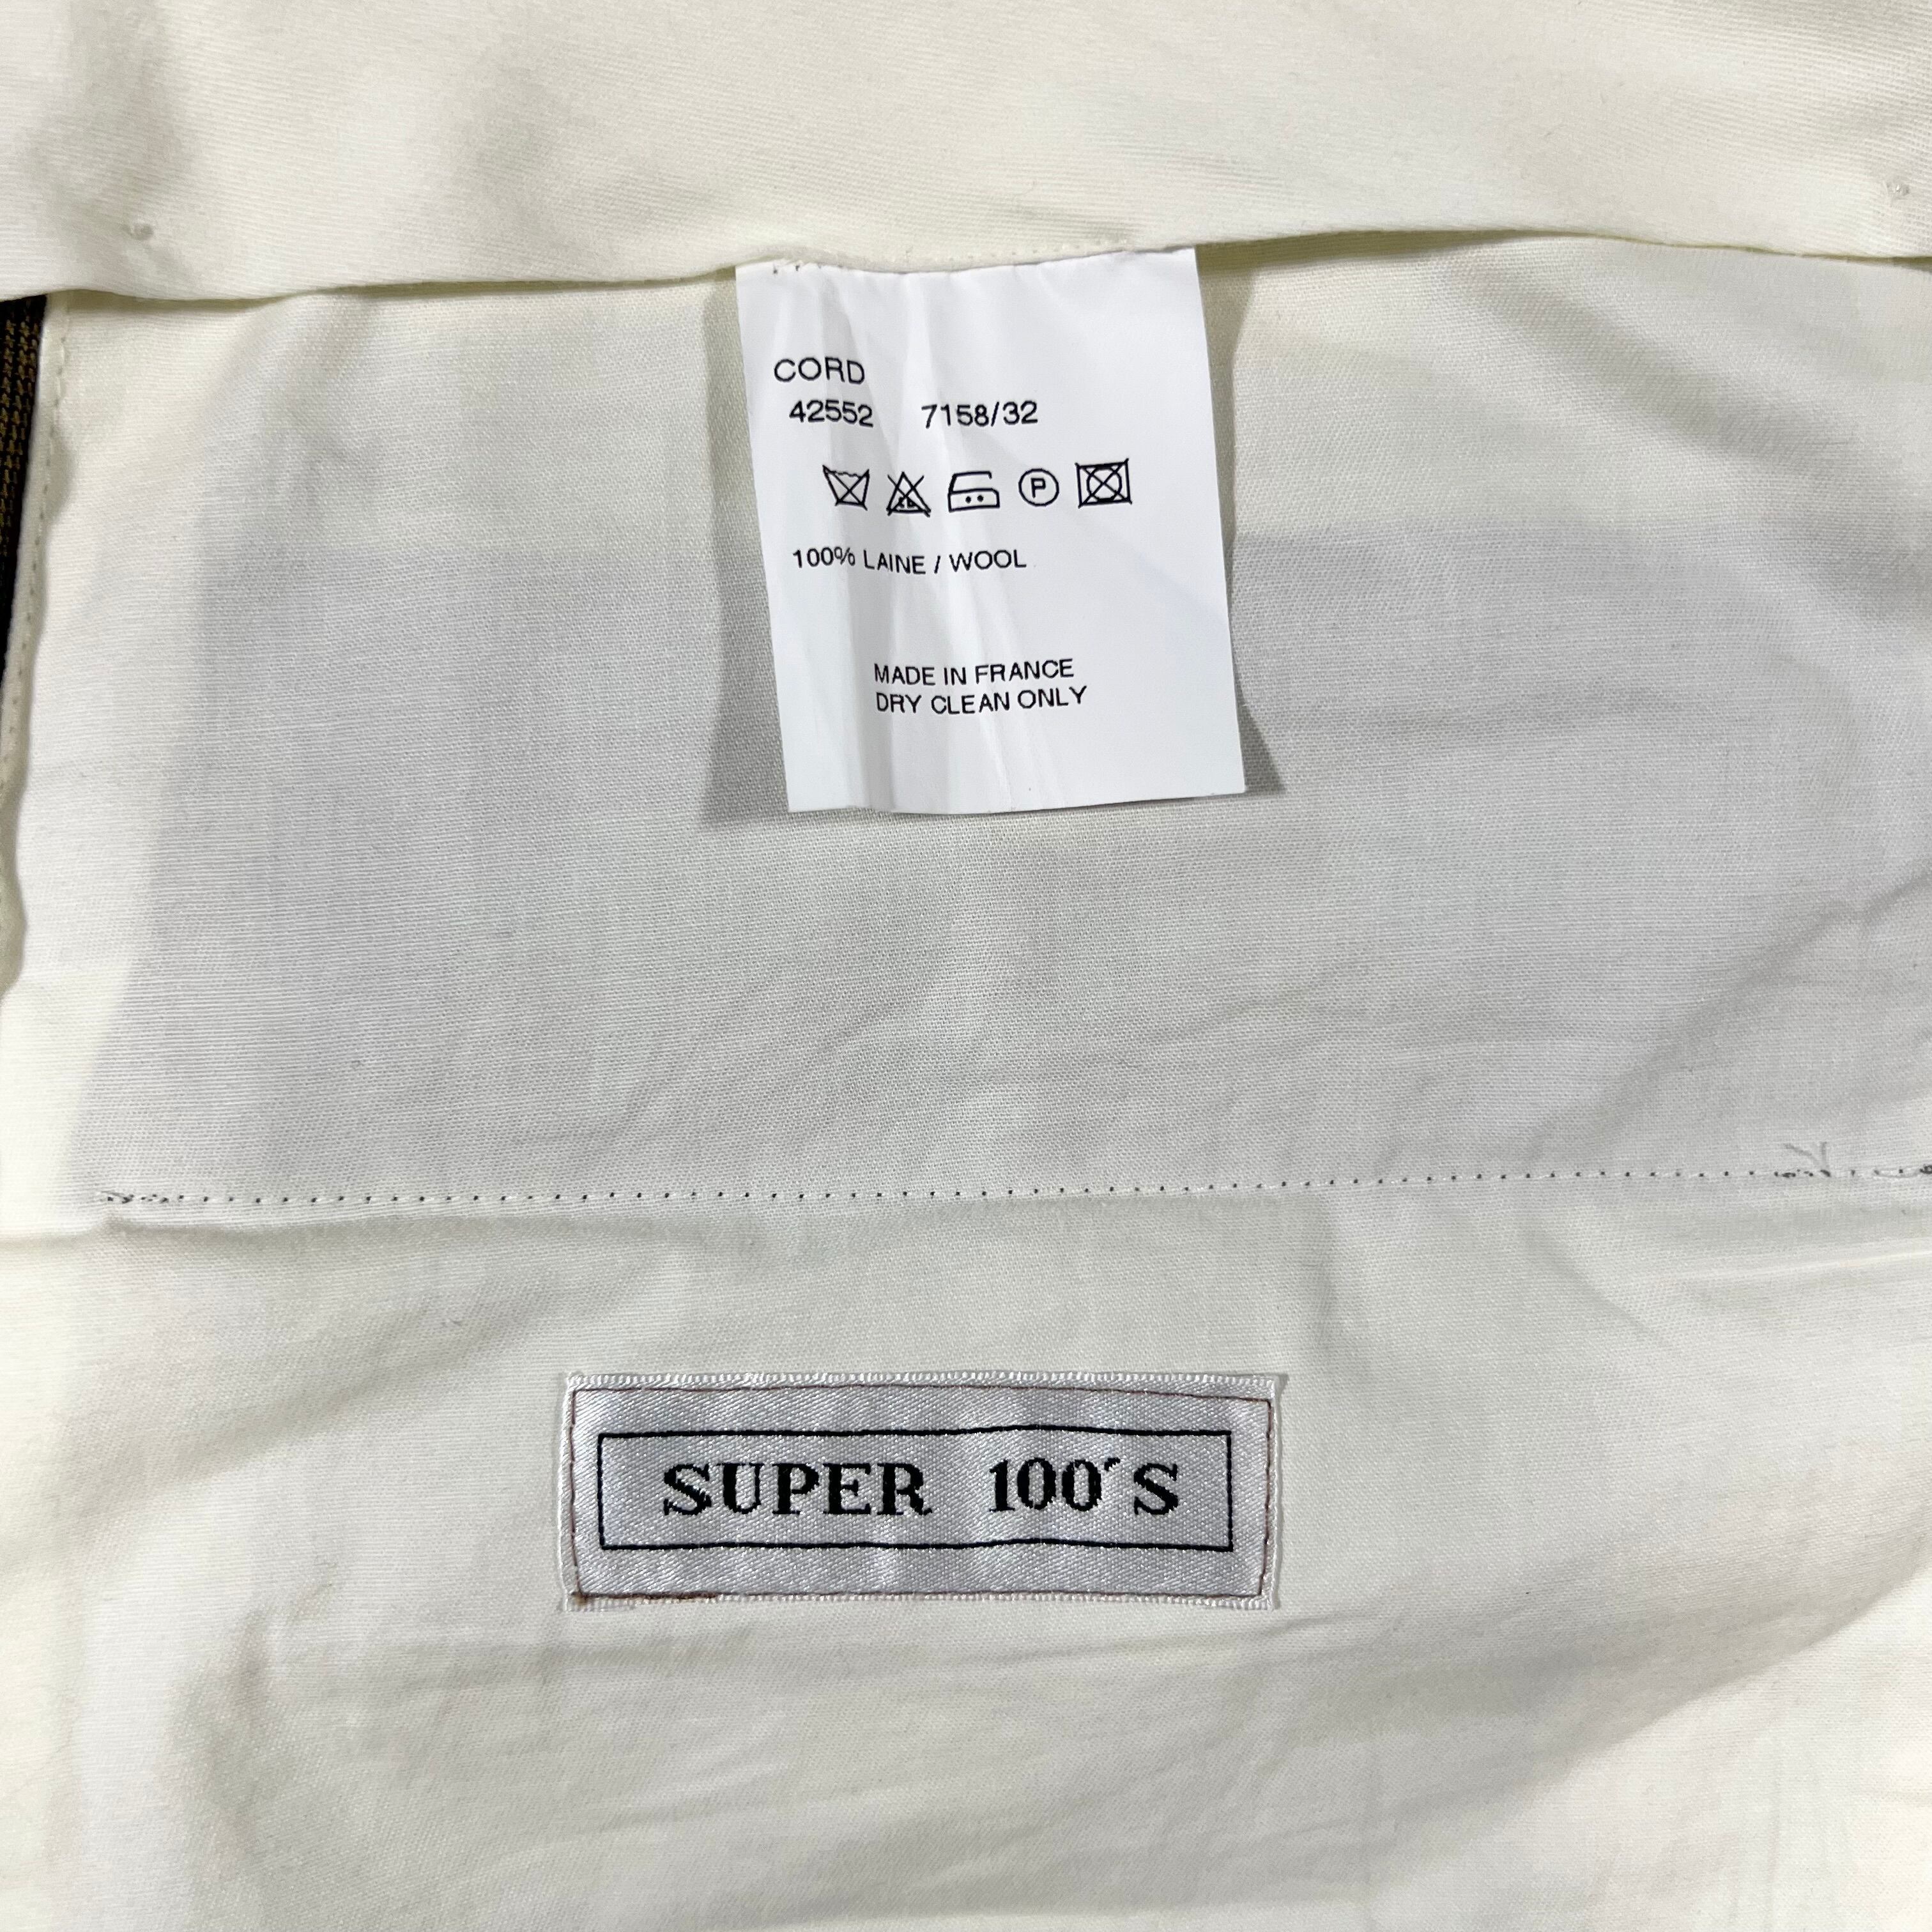 CORD
42552 7158/32
P
100% LAINE / WOOL
MADE IN FRANCE
DRY CLEAN ONLY
SUPER 100'S